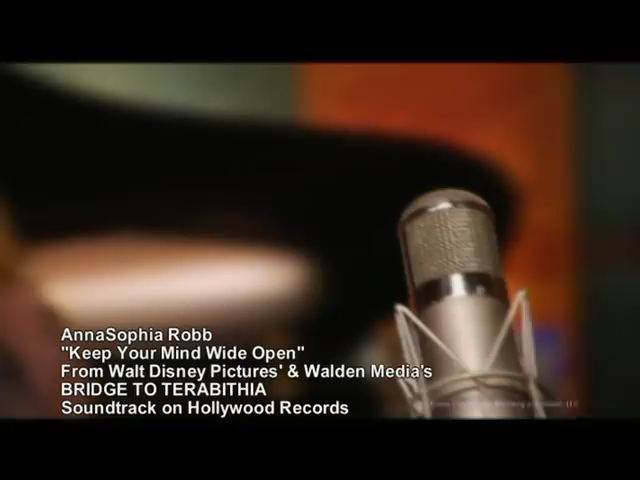 AnnaSophia Robb
"Keep Your Mind Wide Open"
From Walt Disney Pictures' & Walden Media's
BRIDGE TO TERABITHIA
Soundtrack on Hollywood Records